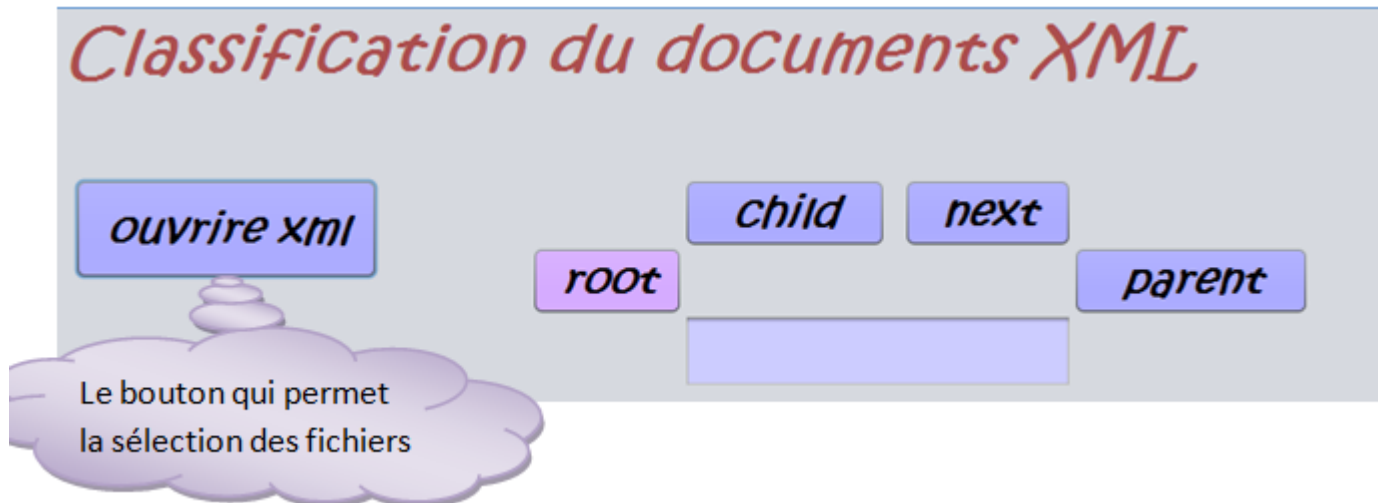 Classification du documents XML
ouvrire xml
child
next
root
parent
Le bouton qui permet
la sélection des fichiers